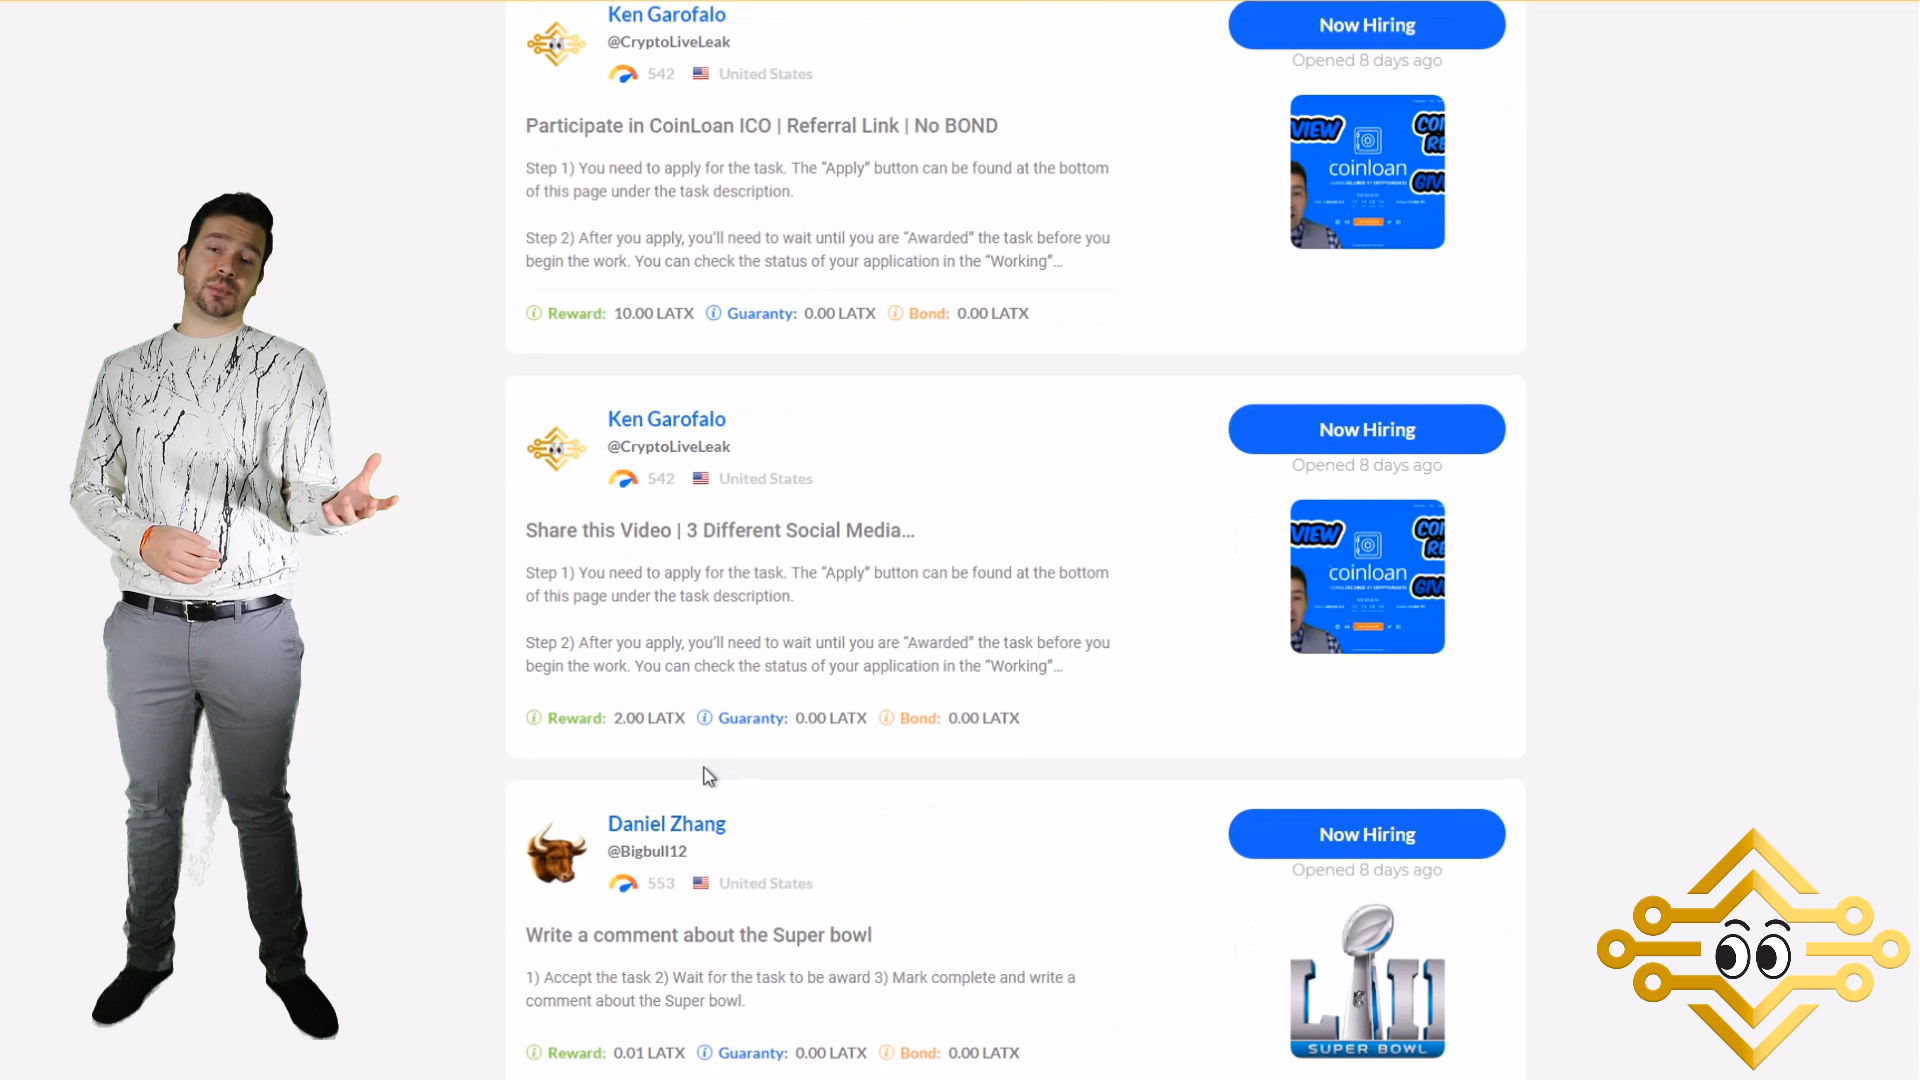 Ken Garofalo
@CryptoLiveLeak
542 United States
Now Hiring
Opened 8 days ago
Participate in CoinLoan ICO | Referral Link | No BOND
Step 1) You need to apply for the task. The “Apply” button can be found at the bottom
of this page under the task description.
Step 2) After you apply, you’ll need to wait until you are “Awarded” the task before you
begin the work. You can check the status of your application in the “Working”...
Reward: 10.00 LATX Guaranty: 0.00 LATX Bond: 0.00 LATX
VIEW
coinloan
Ken Garofalo
@CryptoLiveLeak
542 United States
Now Hiring
Opened 8 days ago
Share this Video | 3 Different Social Media...
Step 1) You need to apply for the task. The “Apply” button can be found at the bottom
of this page under the task description.
Step 2) After you apply, you’ll need to wait until you are “Awarded” the task before you
begin the work. You can check the status of your application in the “Working”...
Reward: 2.00 LATX Guaranty: 0.00 LATX Bond: 0.00 LATX
VIEW
coinloan
Daniel Zhang
@Bigbull12
553 United States
Now Hiring
Opened 8 days ago
Write a comment about the Super bowl
1) Accept the task 2) Wait for the task to be award 3) Mark complete and write a
comment about the Super bowl.
Reward: 0.01 LATX Guaranty: 0.00 LATX Bond: 0.00 LATX
LII
SUPER BOWL